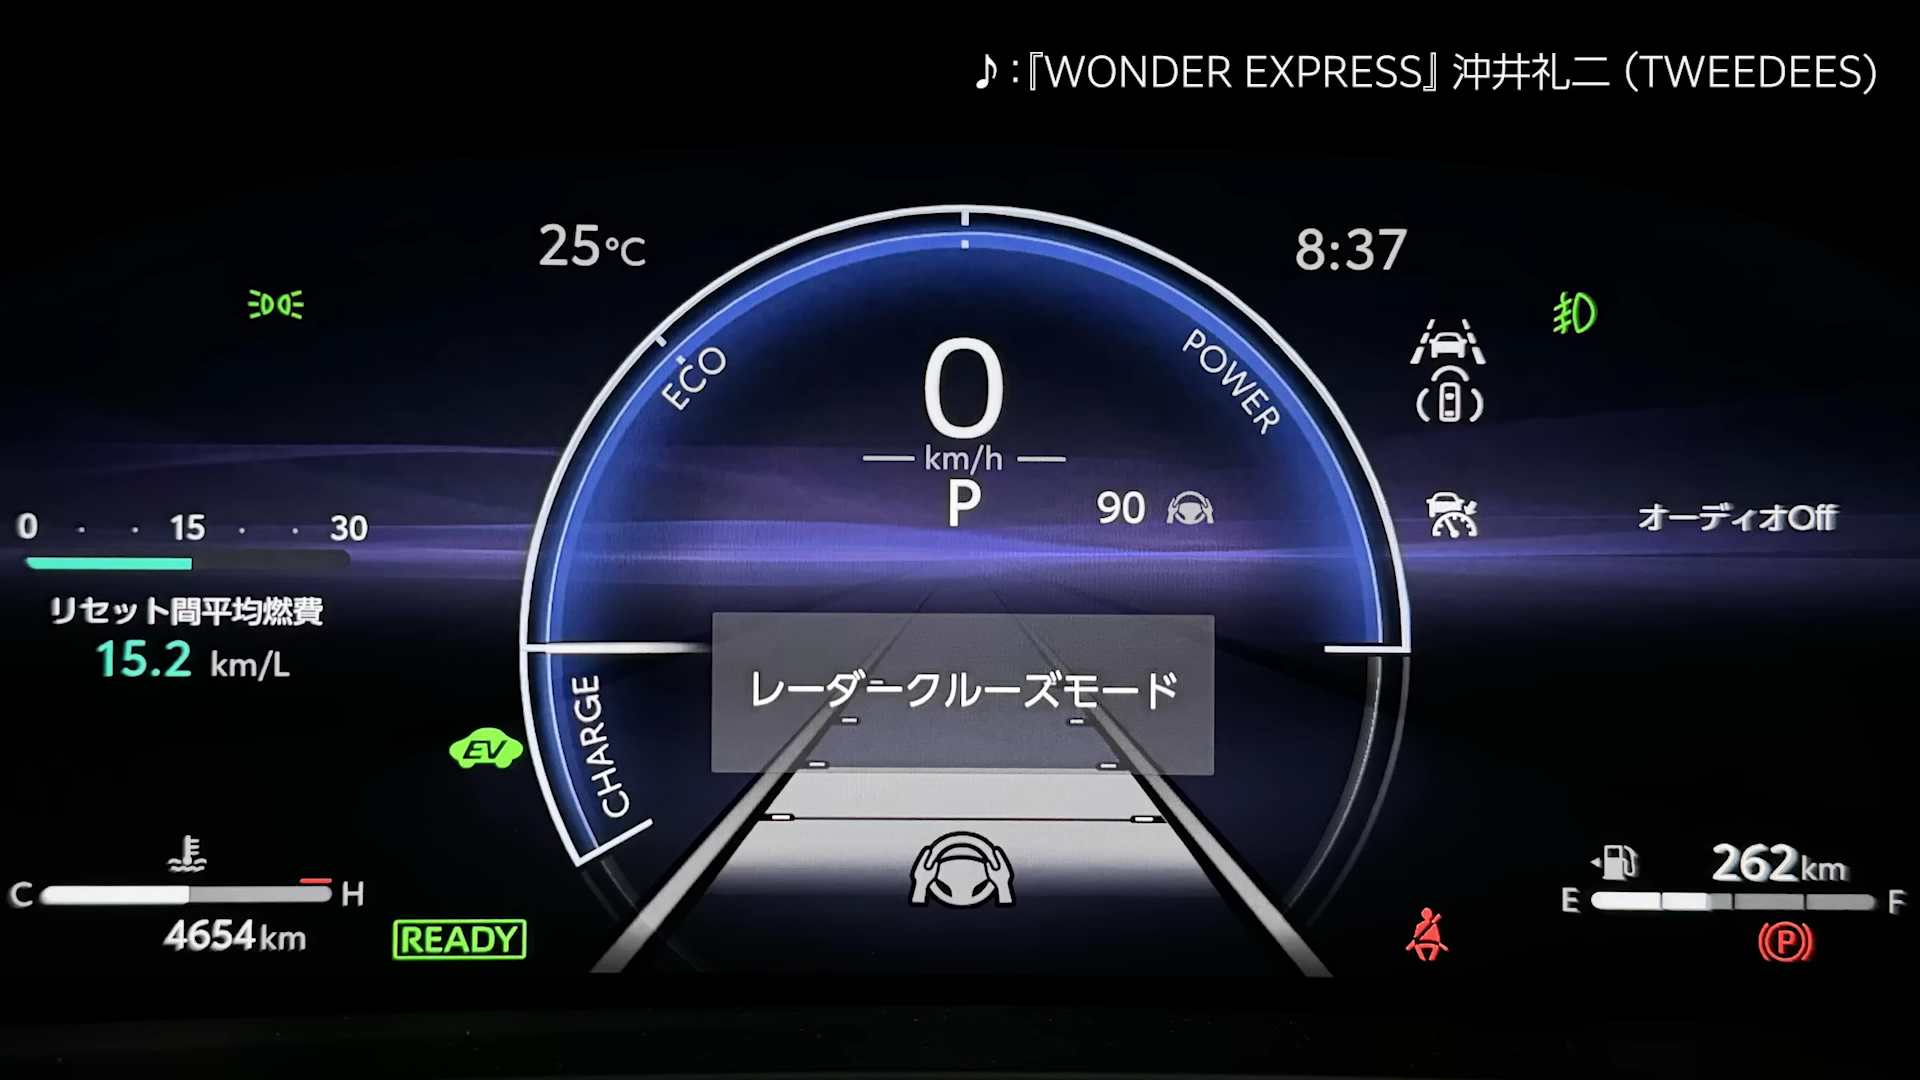 ♪:『WONDER EXPRESS』 沖井礼二 (TWEEDEES)
25℃
8:37
ECO
POWER
0
km/h
P
90
0 · · 15 · · 30
オーディオOff
リセット間平均燃費
15.2 km/L
レーダークルーズモード
CHARGE
EV
262km
C H
E F
4654km
READY
P